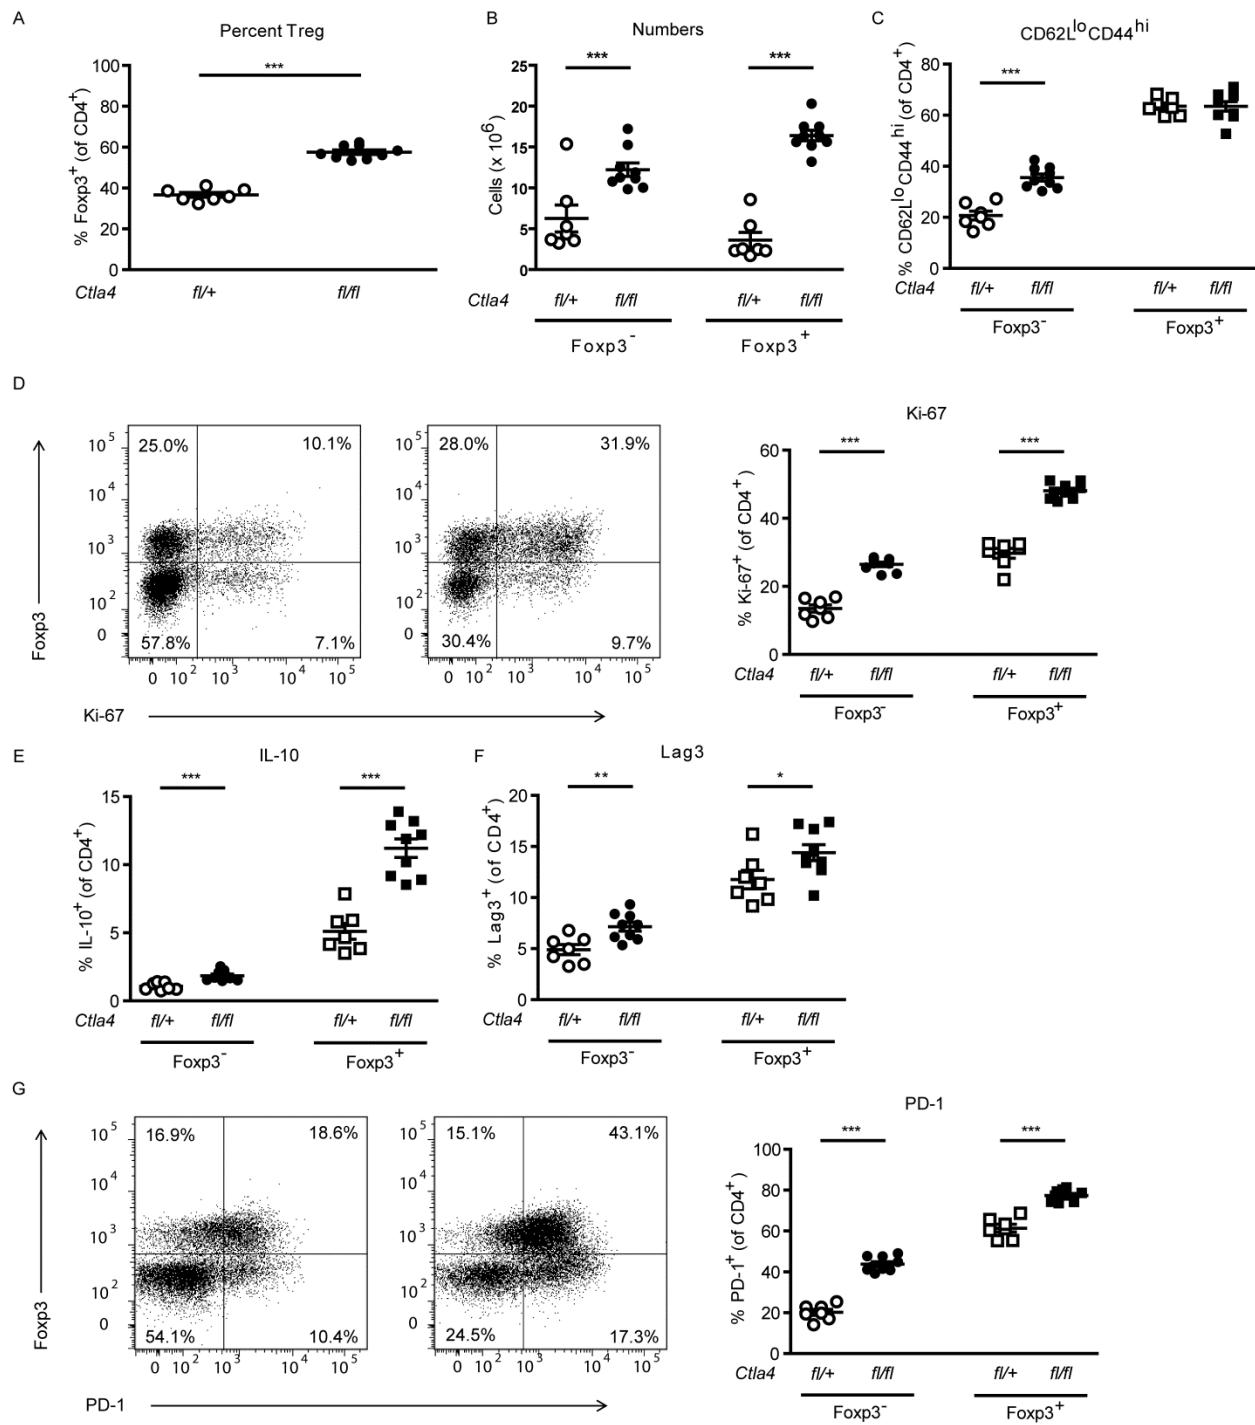 A
Percent Treg
***
% Foxp3+ (of CD4+)
100
80
60
40
20
0
Ctla4 fl/+ fl/fl
B
Numbers
*** ***
Cells (x 10^6)
25
20
15
10
5
0
Ctla4 fl/+ fl/fl fl/+ fl/fl
Foxp3- Foxp3+
C
CD62L^lo CD44^hi
***
% CD62L^lo CD44^hi (of CD4+)
80
60
40
20
0
Ctla4 fl/+ fl/fl fl/+ fl/fl
Foxp3- Foxp3+
D
Foxp3
10^5
10^4
10^3
10^2
0
25.0% 10.1%
57.8% 7.1%
0 10^2 10^3 10^4 10^5
10^5
10^4
10^3
10^2
0
28.0% 31.9%
30.4% 9.7%
0 10^2 10^3 10^4 10^5
Ki-67
Ki-67
*** ***
% Ki-67+ (of CD4+)
60
40
20
0
Ctla4 fl/+ fl/fl fl/+ fl/fl
Foxp3- Foxp3+
E
IL-10
*** ***
% IL-10+ (of CD4+)
15
10
5
0
Ctla4 fl/+ fl/fl fl/+ fl/fl
Foxp3- Foxp3+
F
Lag3
** *
% Lag3+ (of CD4+)
20
15
10
5
0
Ctla4 fl/+ fl/fl fl/+ fl/fl
Foxp3- Foxp3+
G
Foxp3
10^5
10^4
10^3
10^2
0
16.9% 18.6%
54.1% 10.4%
0 10^2 10^3 10^4 10^5
10^5
10^4
10^3
10^2
0
15.1% 43.1%
24.5% 17.3%
0 10^2 10^3 10^4 10^5
PD-1
PD-1
*** ***
% PD-1+ (of CD4+)
100
80
60
40
20
0
Ctla4 fl/+ fl/fl fl/+ fl/fl
Foxp3- Foxp3+